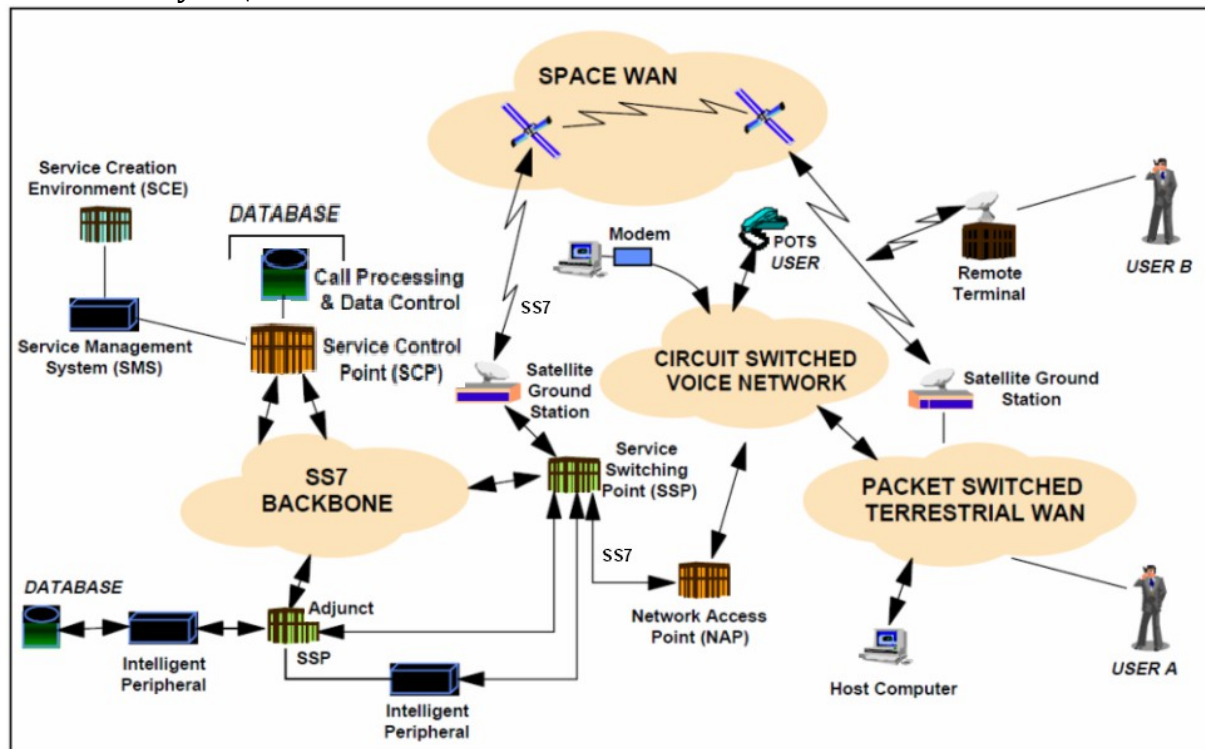 SPACE WAN
Service Creation
Environment (SCE)
DATABASE
Call Processing
& Data Control
Modem
POTS
USER
Remote
Terminal
USER B
SS7
Service Management
System (SMS)
Service Control
Point (SCP)
Satellite
Ground
Station
CIRCUIT SWITCHED
VOICE NETWORK
Satellite Ground
Station
SS7
BACKBONE
Service
Switching
Point (SSP)
PACKET SWITCHED
TERRESTRIAL WAN
SS7
DATABASE
Intelligent
Peripheral
Adjunct
SSP
Network Access
Point (NAP)
Intelligent
Peripheral
Host Computer
USER A